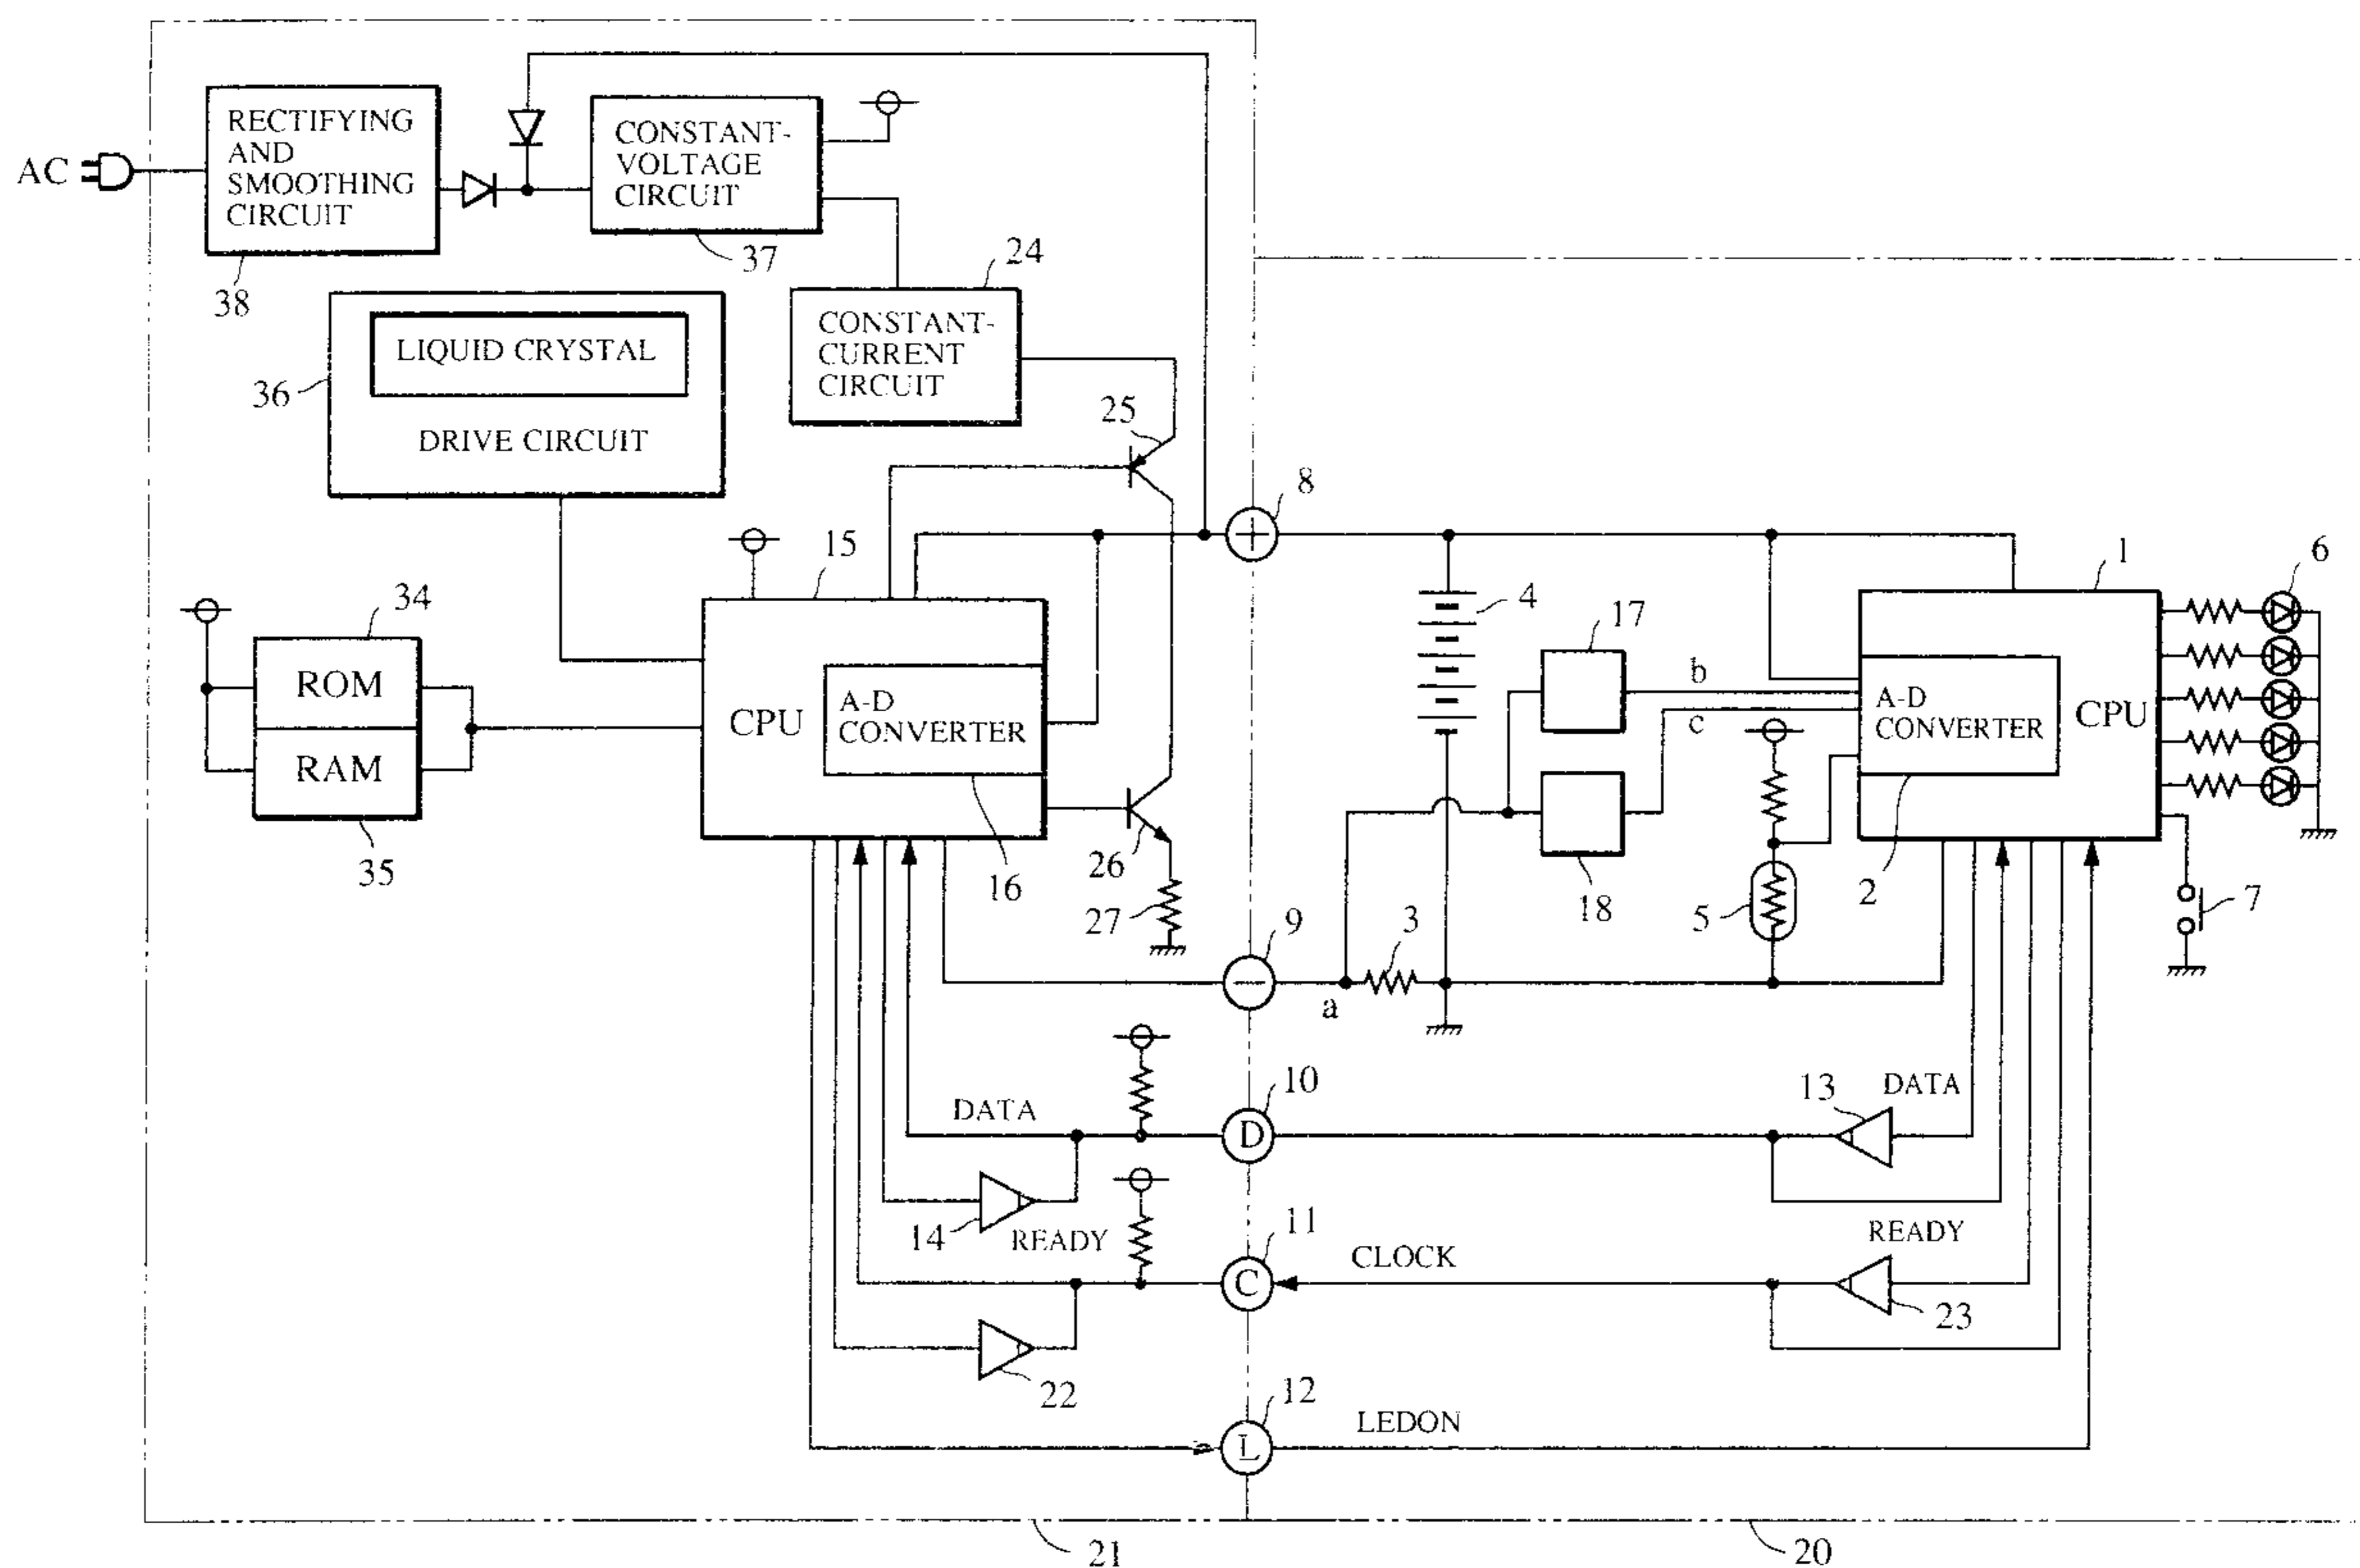 AC
RECTIFYING
AND
SMOOTHING
CIRCUIT
38
CONSTANT-
VOLTAGE
CIRCUIT
37
24
CONSTANT-
CURRENT
CIRCUIT
LIQUID CRYSTAL
DRIVE CIRCUIT
36
25
8
+
15
34
ROM
RAM
35
CPU
A-D
CONVERTER
16
26
27
9
−
4
17
b
c
18
1
6
A-D
CONVERTER
CPU
2
5
7
3
a
10
D
DATA
13
DATA
14
READY
11
C
CLOCK
READY
23
22
12
L
LEDON
21
20